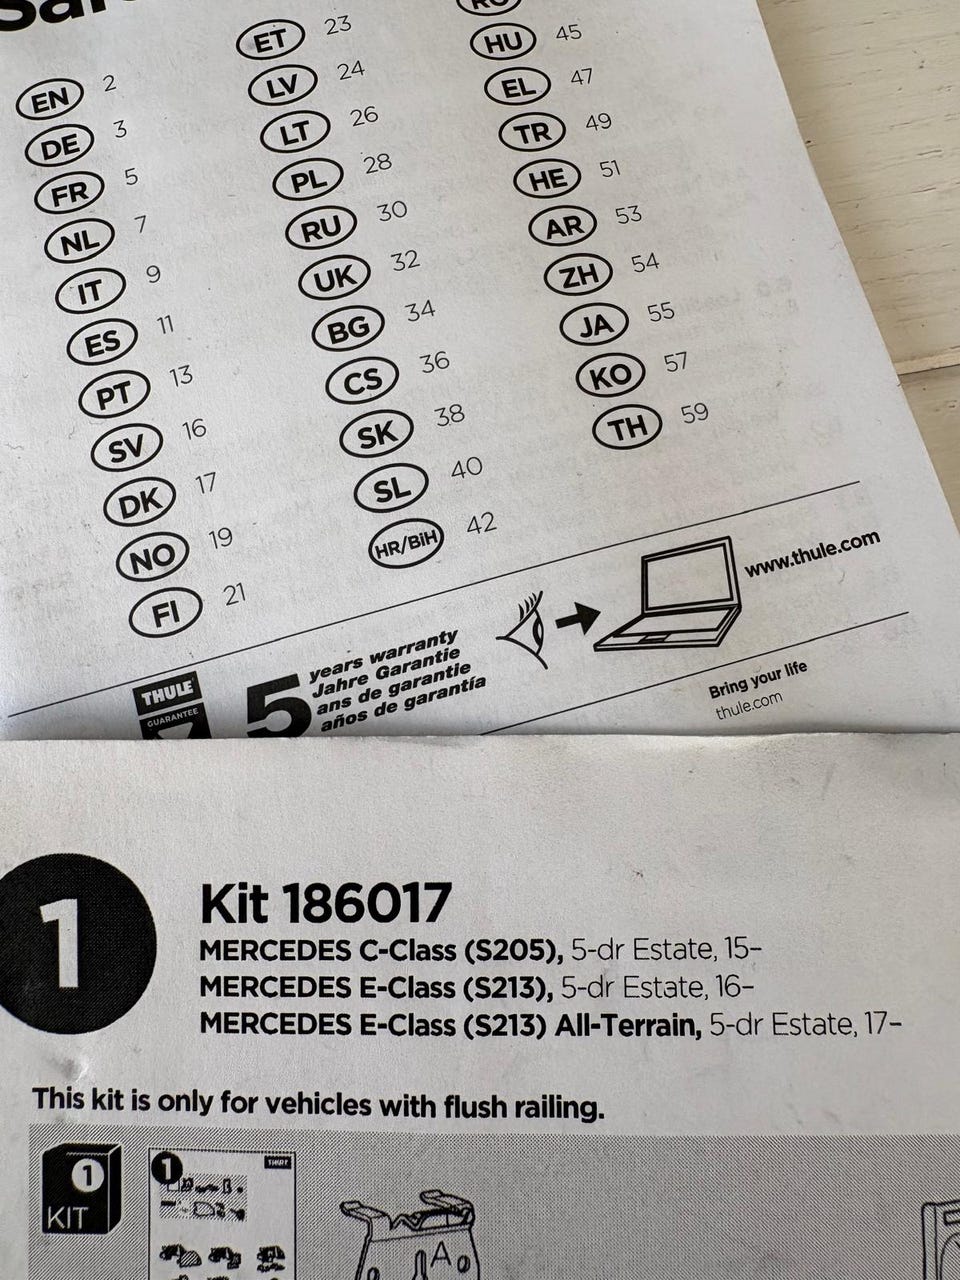 EN 2
DE 3
FR 5
NL 7
IT 9
ES 11
PT 13
SV 16
DK 17
NO 19
FI 21
ET 23
LV 24
LT 26
PL 28
RU 30
UK 32
BG 34
CS 36
SK 38
SL 40
HR/BiH 42
HU 45
EL 47
TR 49
HE 51
AR 53
ZH 54
JA 55
KO 57
TH 59
THULE
GUARANTEE
5
years warranty
Jahre Garantie
ans de garantie
años de garantía
www.thule.com
Bring your life
thule.com
1
Kit 186017
MERCEDES C-Class (S205), 5-dr Estate, 15–
MERCEDES E-Class (S213), 5-dr Estate, 16–
MERCEDES E-Class (S213) All-Terrain, 5-dr Estate, 17–
This kit is only for vehicles with flush railing.
1
KIT
1
A